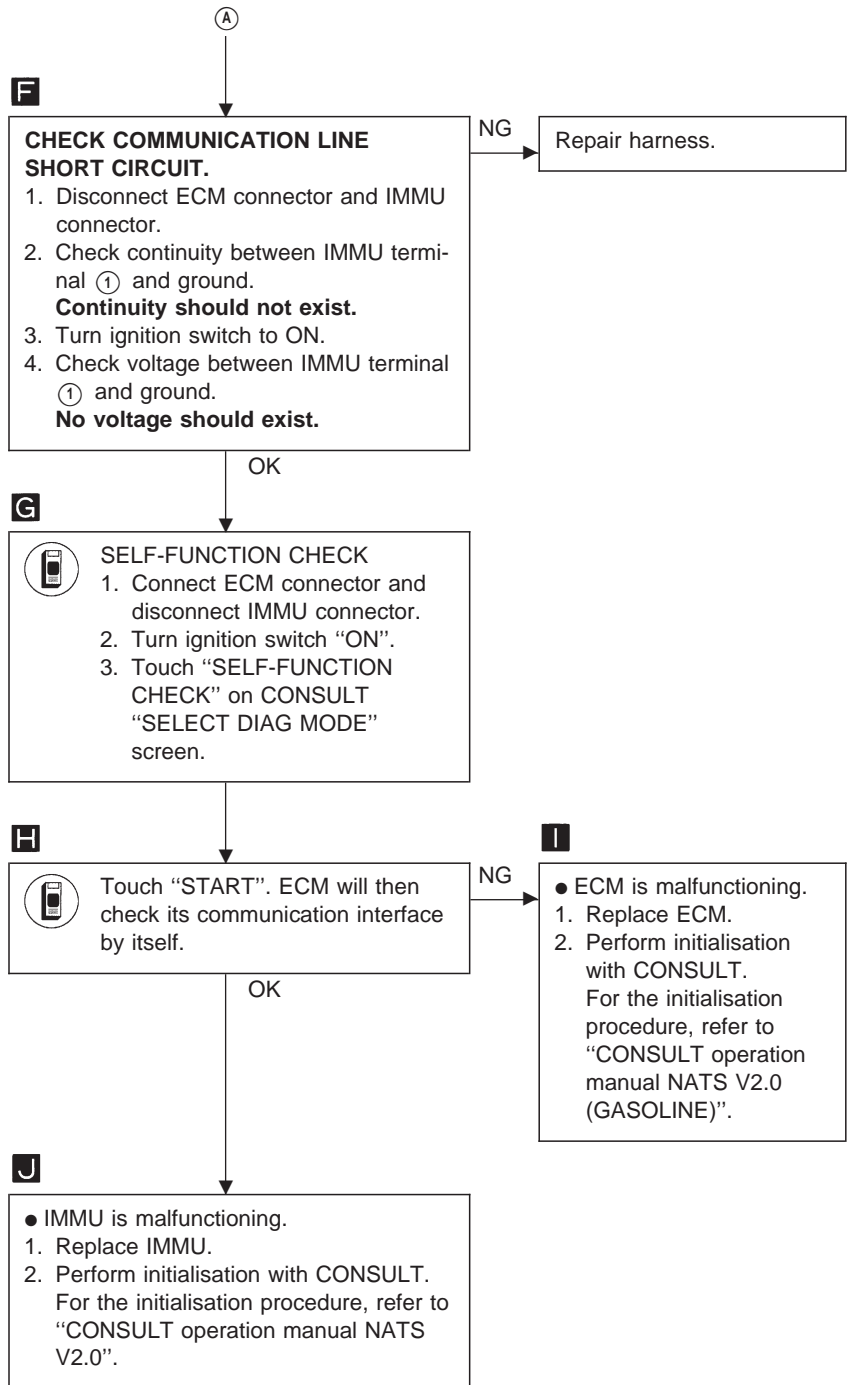 A
F
CHECK COMMUNICATION LINE
SHORT CIRCUIT.
1. Disconnect ECM connector and IMMU
connector.
2. Check continuity between IMMU termi-
nal ① and ground.
Continuity should not exist.
3. Turn ignition switch to ON.
4. Check voltage between IMMU terminal
① and ground.
No voltage should exist.
NG
Repair harness.
OK
G
SELF-FUNCTION CHECK
1. Connect ECM connector and
disconnect IMMU connector.
2. Turn ignition switch ‘‘ON’’.
3. Touch ‘‘SELF-FUNCTION
CHECK’’ on CONSULT
‘‘SELECT DIAG MODE’’
screen.
H
Touch ‘‘START’’. ECM will then
check its communication interface
by itself.
NG
I
● ECM is malfunctioning.
1. Replace ECM.
2. Perform initialisation
with CONSULT.
For the initialisation
procedure, refer to
‘‘CONSULT operation
manual NATS V2.0
(GASOLINE)’’.
OK
J
● IMMU is malfunctioning.
1. Replace IMMU.
2. Perform initialisation with CONSULT.
For the initialisation procedure, refer to
‘‘CONSULT operation manual NATS
V2.0’’.